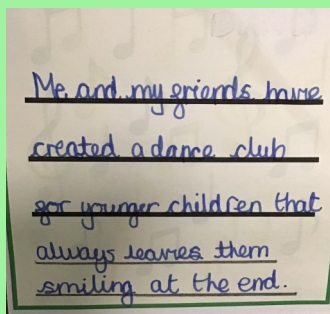 Me and my friends have
created a dance club
for younger children that
always leaves them
smiling at the end.